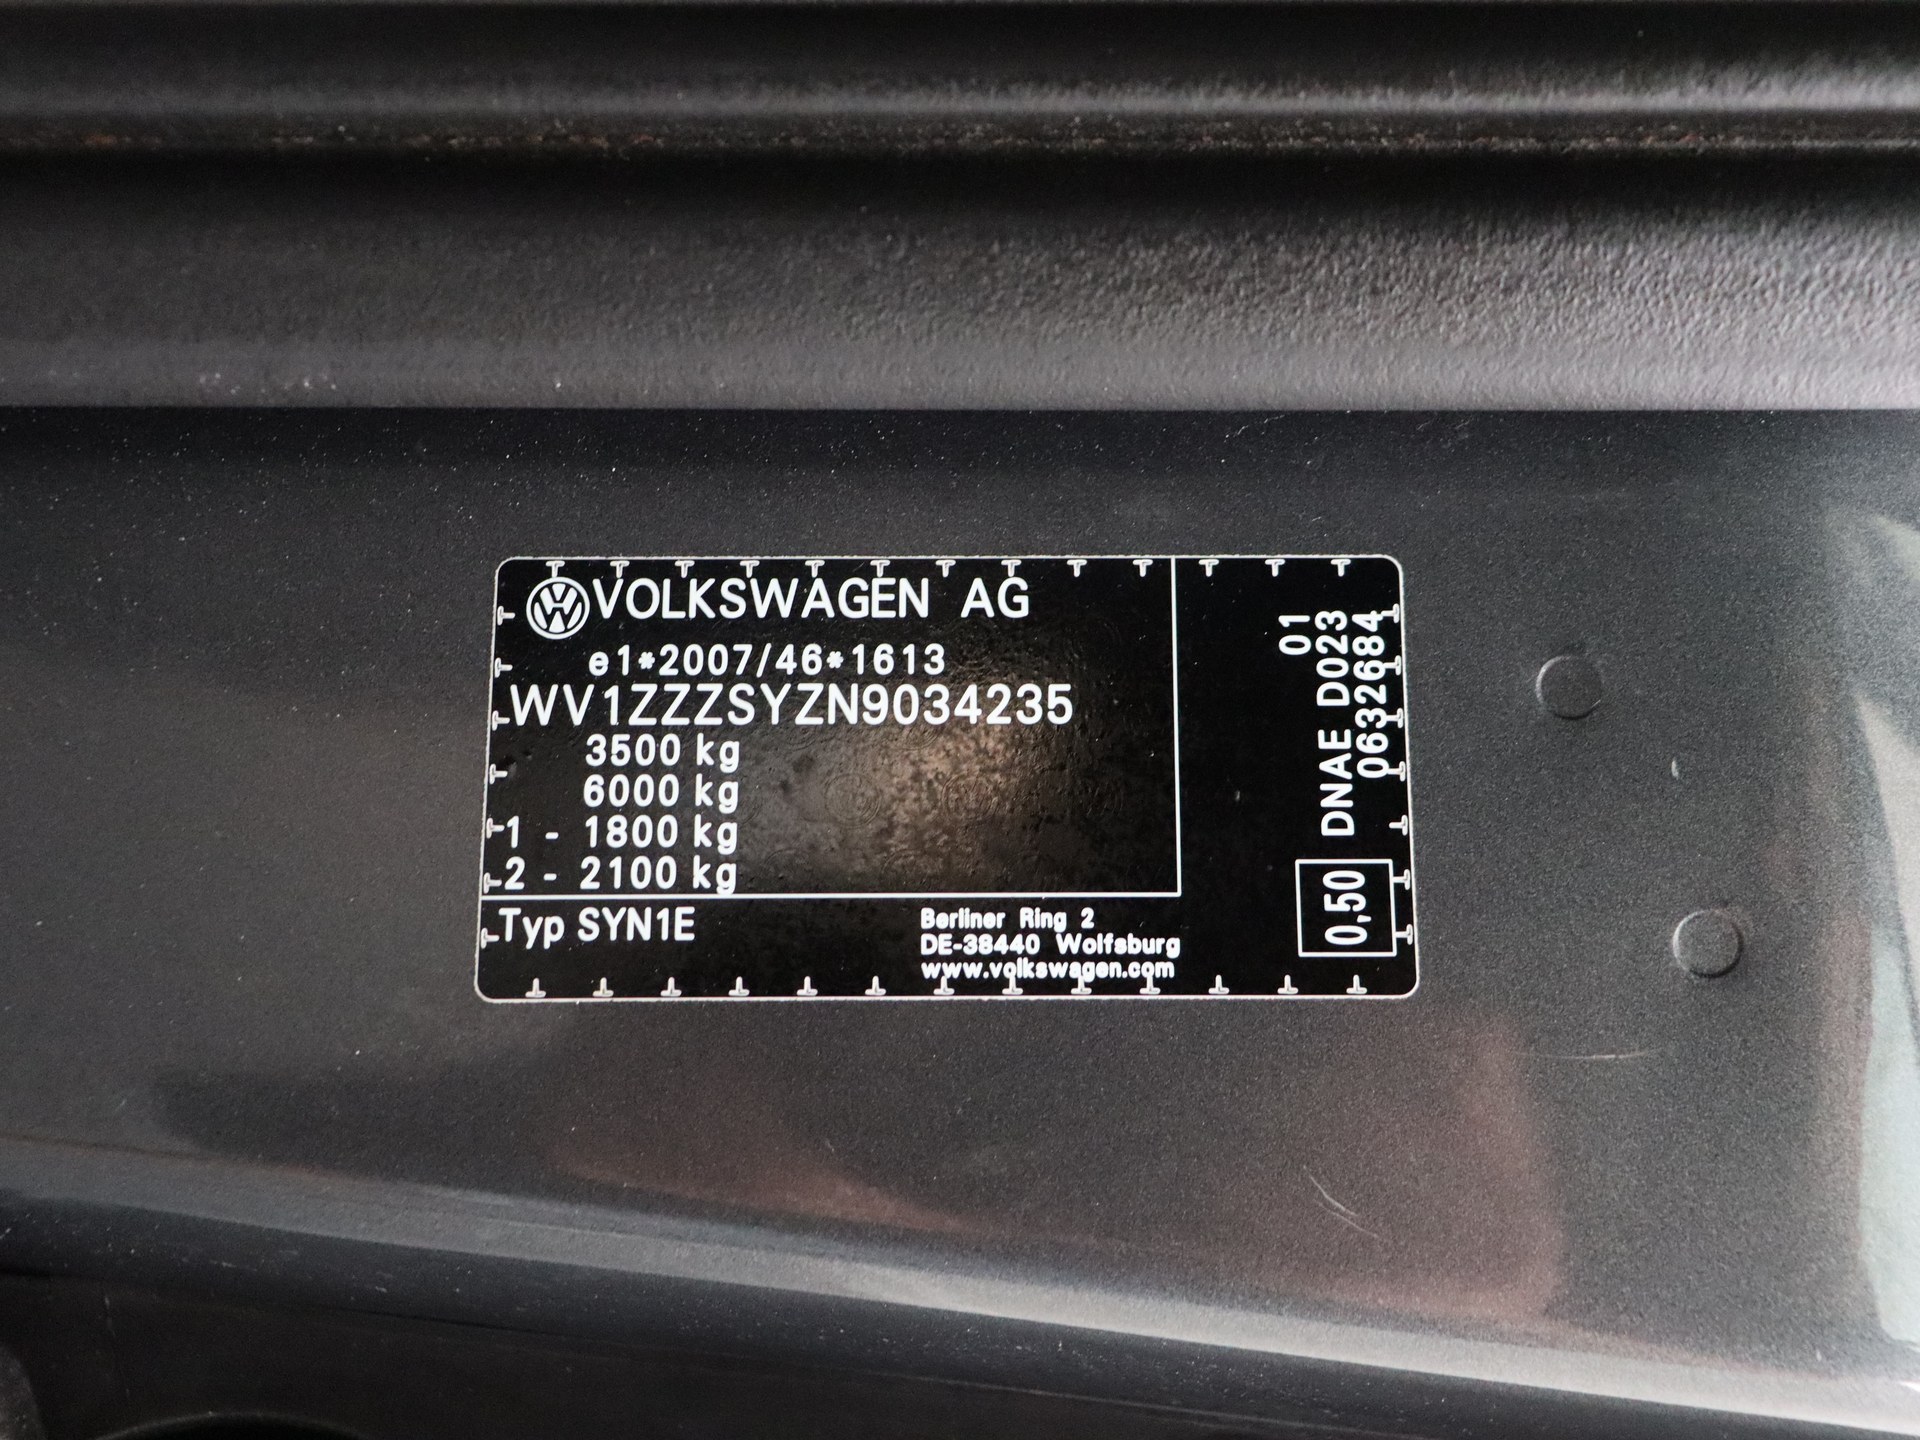 VOLKSWAGEN AG
e1*2007/46*1613
WV1ZZZSYZN9034235
3500 kg
6000 kg
1 - 1800 kg
2 - 2100 kg
Typ SYN1E
Berliner Ring 2
DE-38440 Wolfsburg
www.volkswagen.com
01
DNAE D023
0632684
0,50